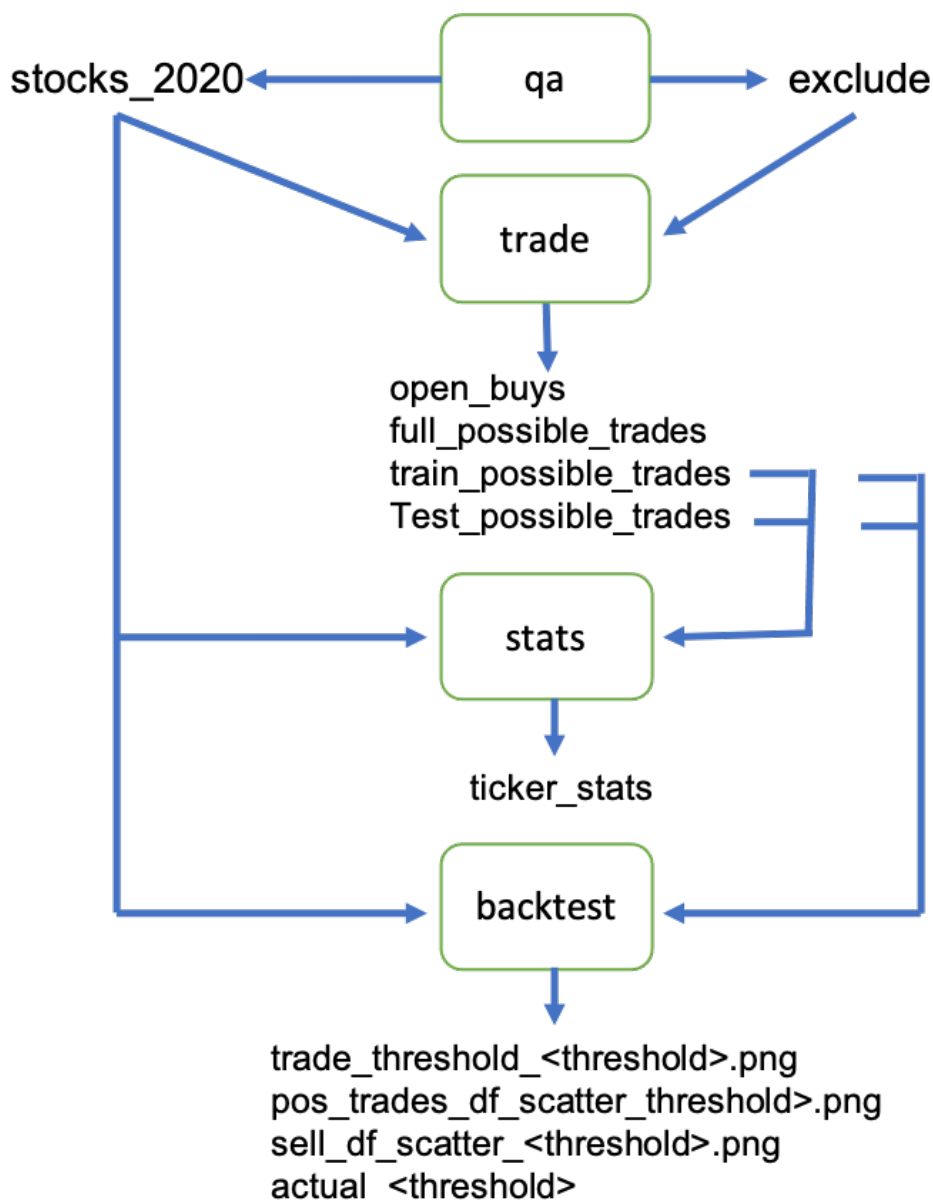 stocks_2020
qa
exclude
trade
open_buys
full_possible_trades
train_possible_trades
Test_possible_trades
stats
ticker_stats
backtest
trade_threshold_<threshold>.png
pos_trades_df_scatter_threshold>.png
sell_df_scatter_<threshold>.png
actual_<threshold>